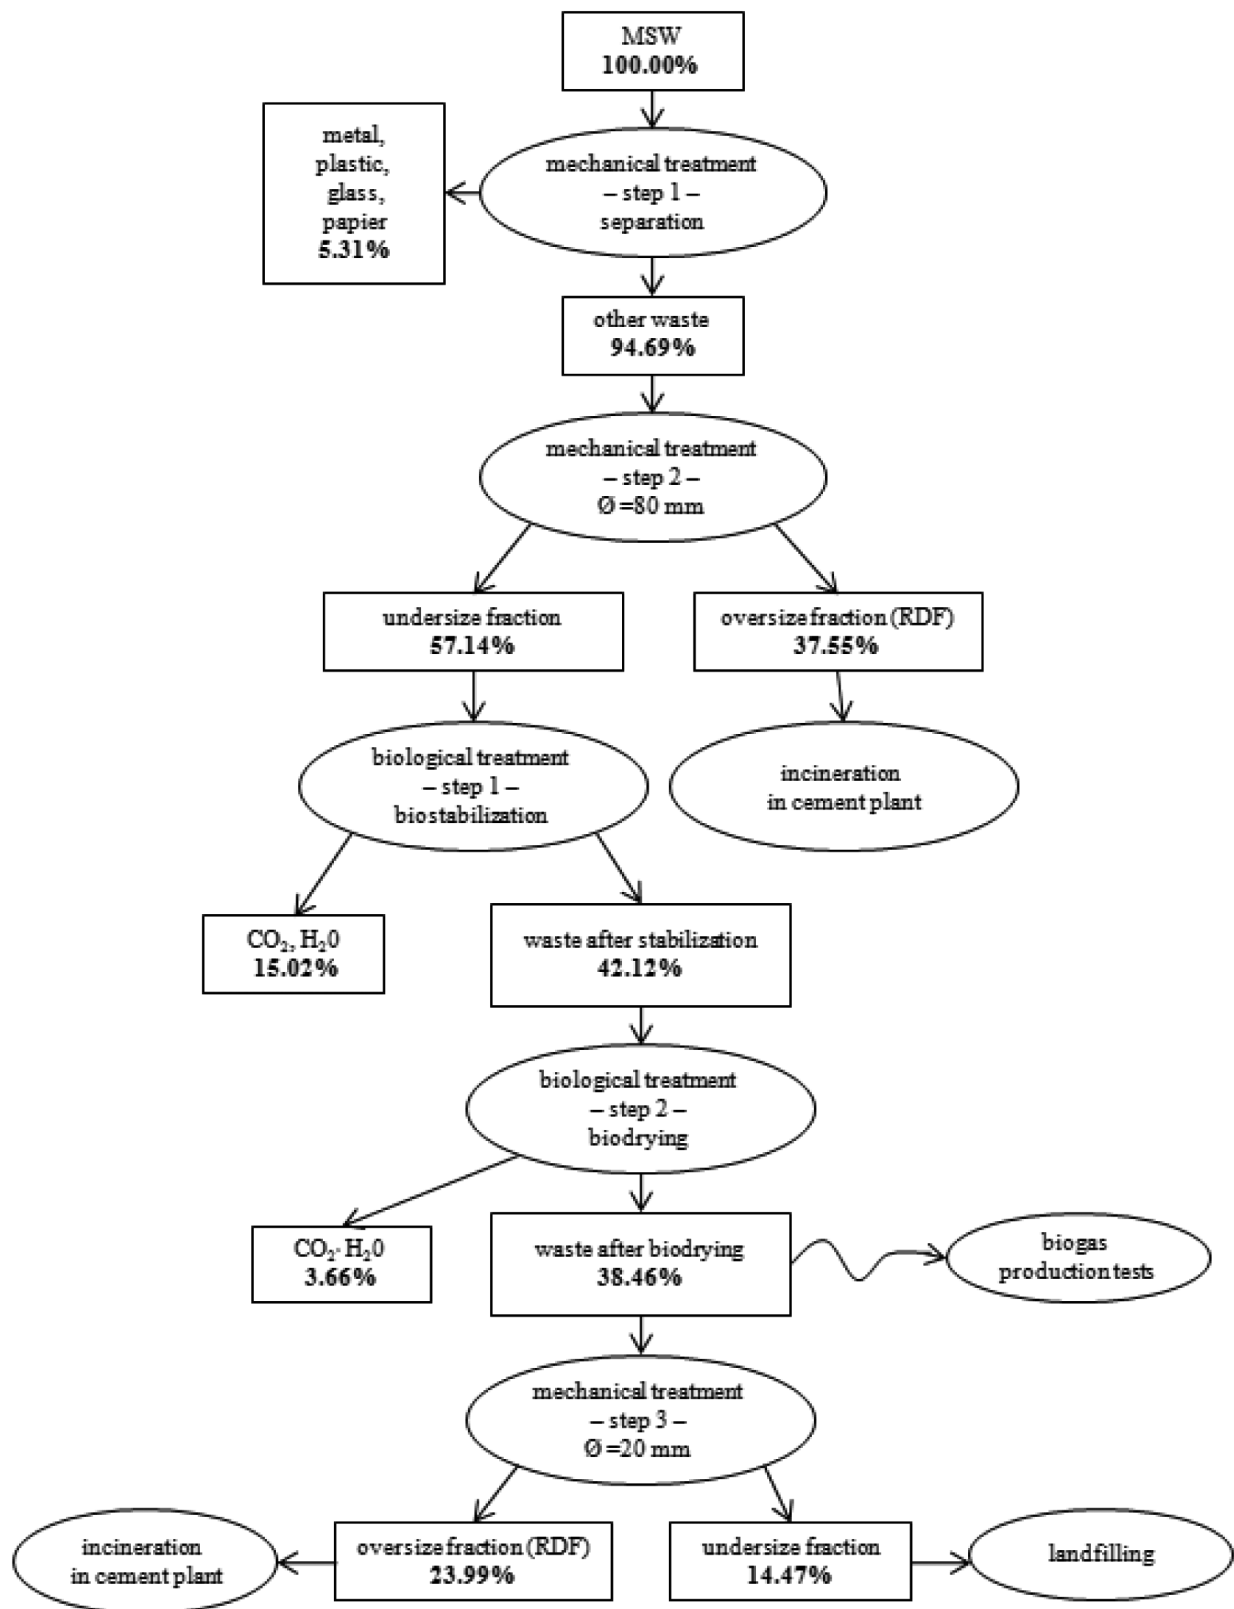 MSW
100.00%
metal,
plastic,
glass,
papier
5.31%
mechanical treatment
– step 1 –
separation
other waste
94.69%
mechanical treatment
– step 2 –
Ø =80 mm
undersize fraction
57.14%
oversize fraction (RDF)
37.55%
biological treatment
– step 1 –
biostabilization
incineration
in cement plant
CO₂, H₂0
15.02%
waste after stabilization
42.12%
biological treatment
– step 2 –
biodrying
CO₂, H₂0
3.66%
waste after biodrying
38.46%
biogas
production tests
mechanical treatment
– step 3 –
Ø =20 mm
incineration
in cement plant
oversize fraction (RDF)
23.99%
undersize fraction
14.47%
landfilling